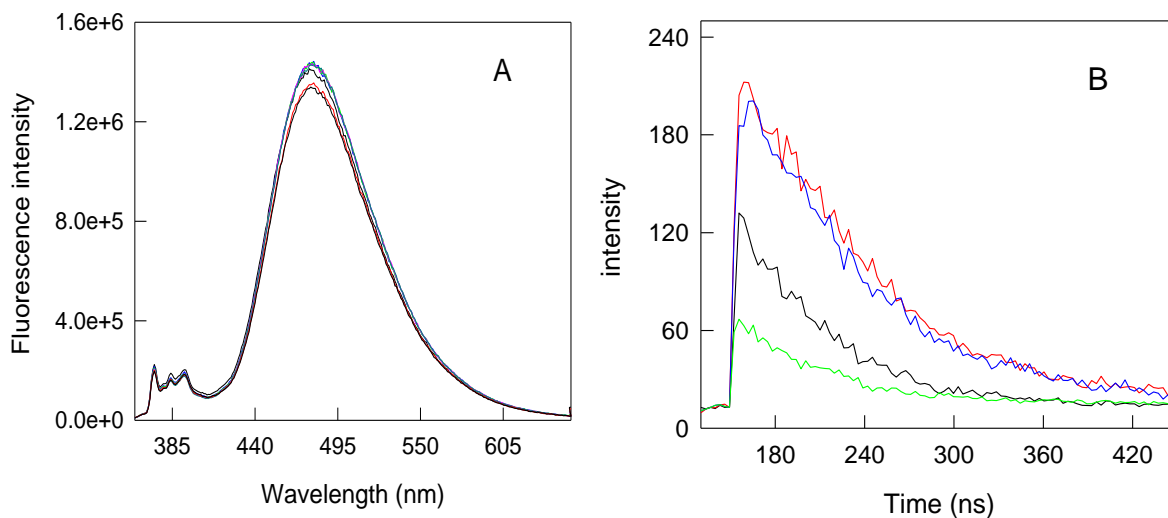 A
1.6e+6
1.2e+6
8.0e+5
4.0e+5
0.0e+0
Fluorescence intensity
385 440 495 550 605
Wavelength (nm)
B
240
180
120
60
0
intensity
180 240 300 360 420
Time (ns)